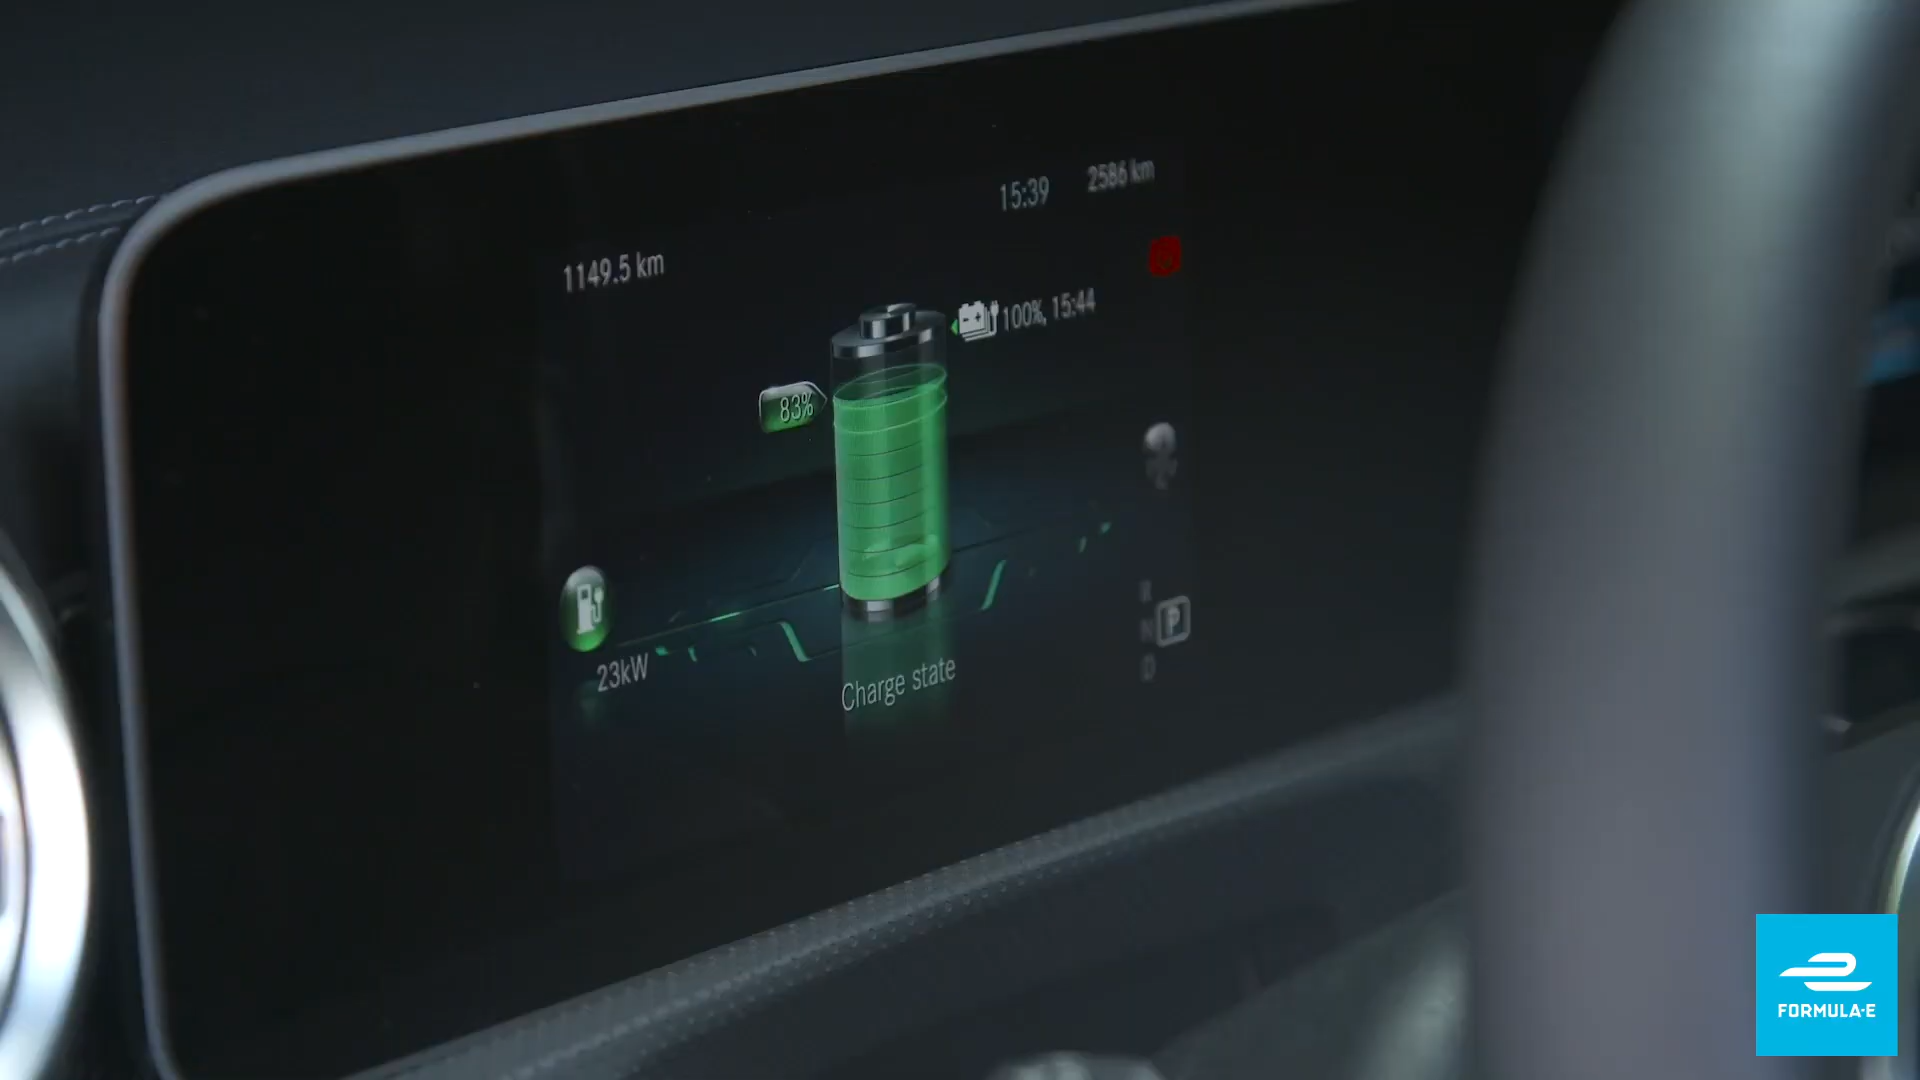 15:39
2586 km
1149.5 km
100%, 15:44
83%
23kW
R
N
P
D
Charge state
FORMULA-E